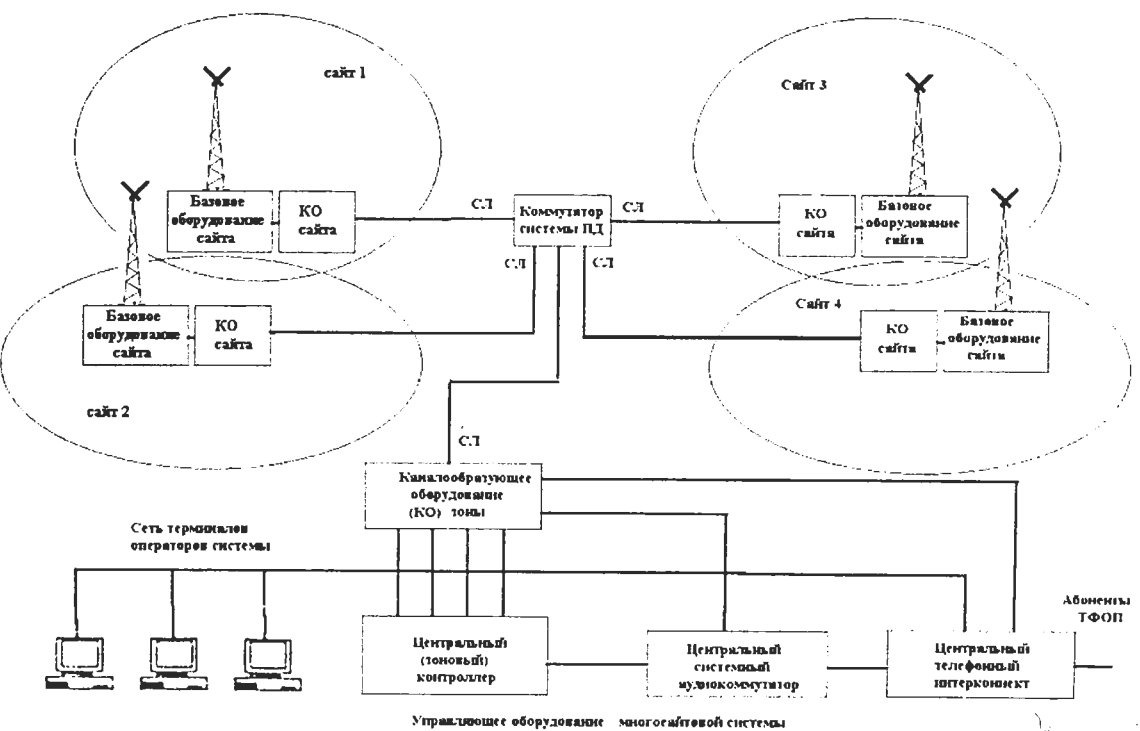 сайт 1
Сайт 3
Базовое
оборудование
сайта
КО
сайта
СЛ
Коммутатор
системы ПД
СЛ
КО
сайта
Базовое
оборудование
сайта
СЛ
СЛ
Базовое
оборудование
сайта
КО
сайта
Сайт 4
КО
сайта
Базовое
оборудование
сайта
сайт 2
СЛ
Каналообразующее
оборудование
(КО) зоны
Сеть терминалов
операторов системы
Абоненты
ТФОП
Центральный
(зоновый)
контроллер
Центральный
системный
аудиокоммутатор
Центральный
телефонный
интерконнект
Управляющее оборудование многосайтовой системы